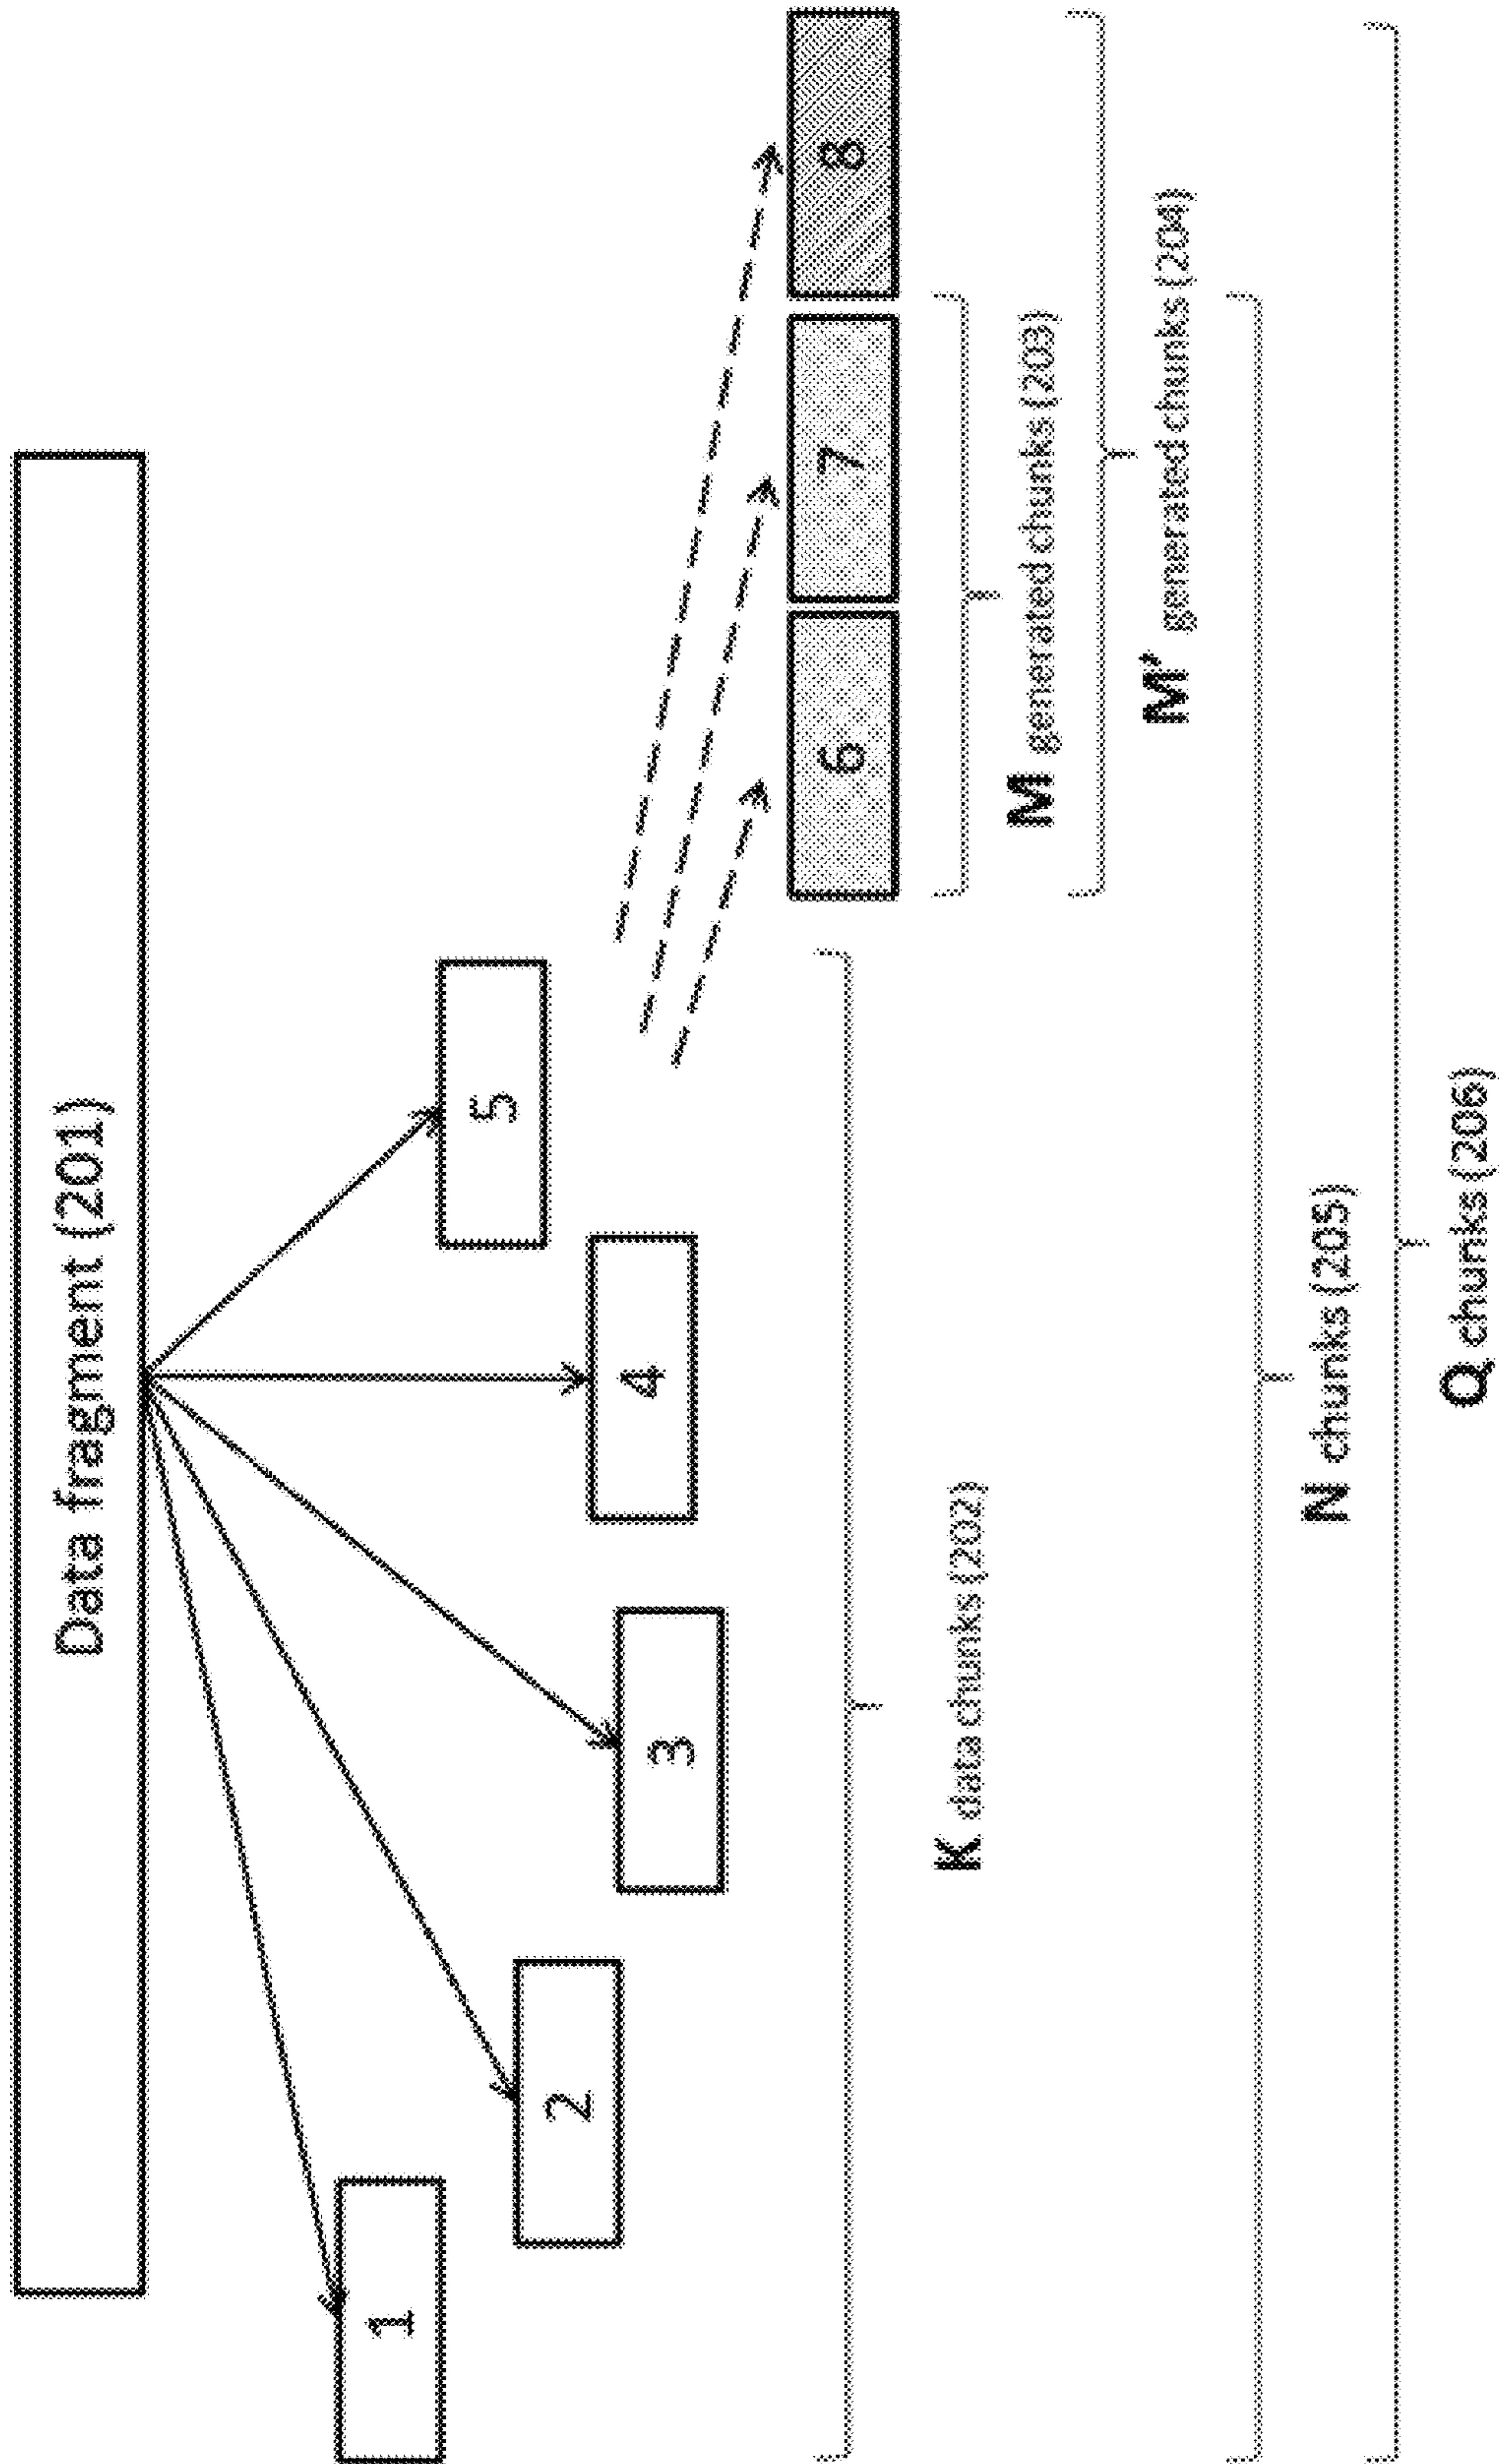 Data fragment (201)
1
2
3
4
5
6
7
8
K data chunks (202)
M generated chunks (203)
M' generated chunks (204)
N chunks (205)
Q chunks (206)